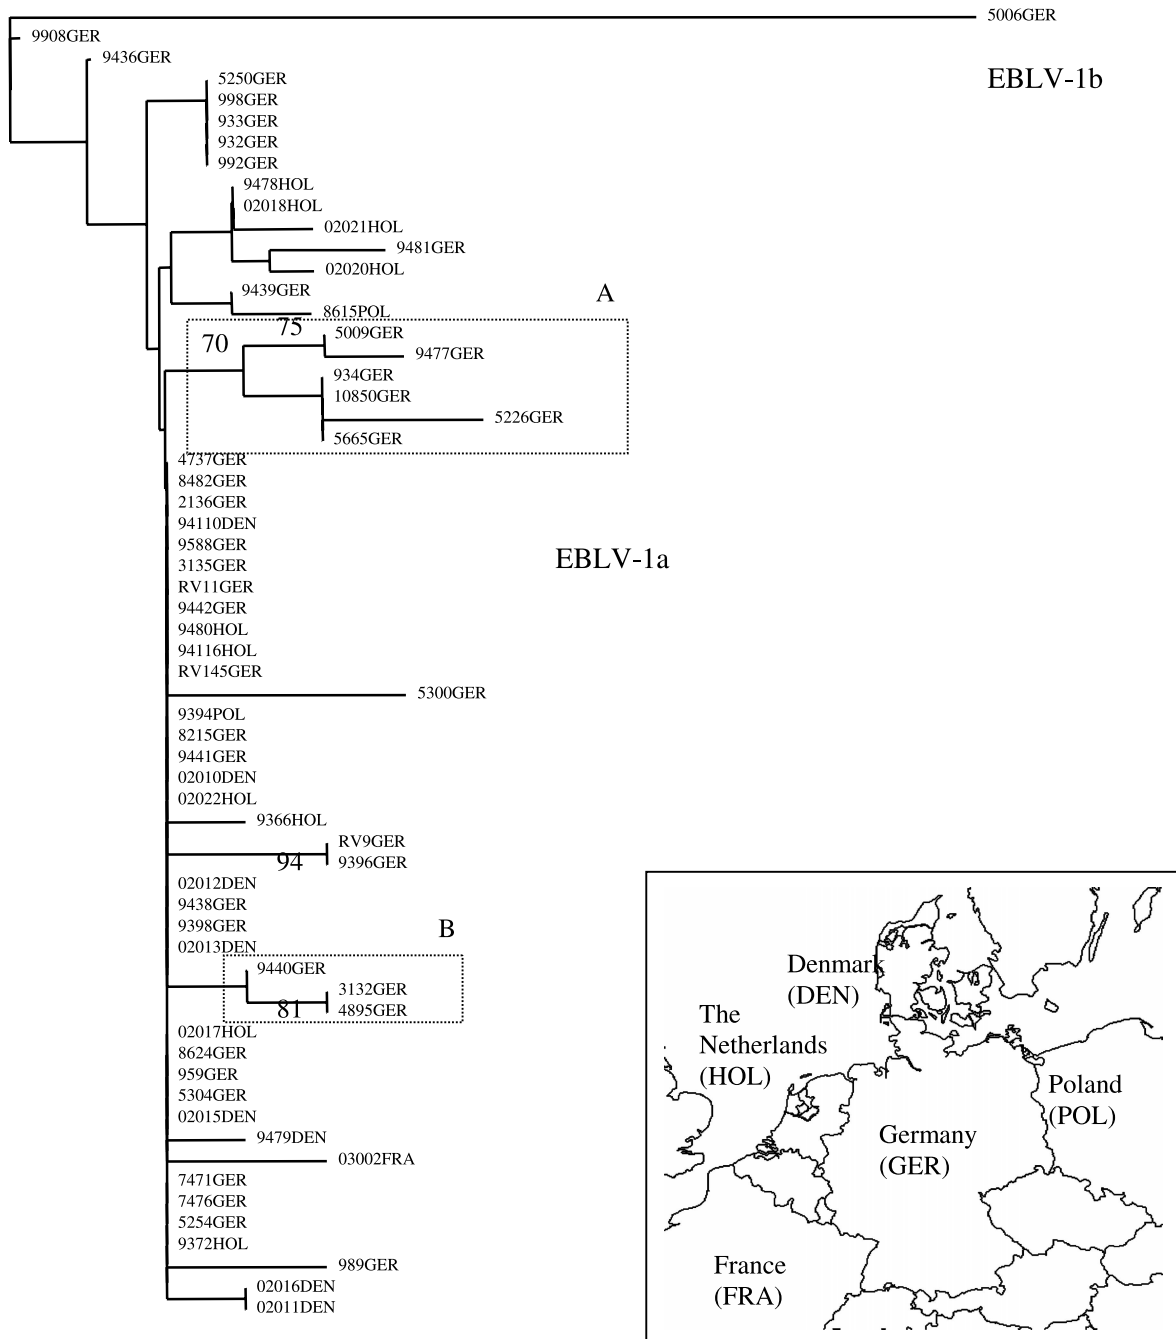 5006GER
9908GER
9436GER
EBLV-1b
5250GER
998GER
933GER
932GER
992GER
9478HOL
02018HOL
02021HOL
9481GER
02020HOL
9439GER
A
8615POL
75
5009GER
70
9477GER
934GER
10850GER
5226GER
5665GER
4737GER
8482GER
2136GER
94110DEN
9588GER
EBLV-1a
3135GER
RV11GER
9442GER
9480HOL
94116HOL
RV145GER
5300GER
9394POL
8215GER
9441GER
02010DEN
02022HOL
9366HOL
RV9GER
94
9396GER
02012DEN
9438GER
9398GER
B
02013DEN
9440GER
3132GER
81
4895GER
02017HOL
8624GER
959GER
5304GER
02015DEN
9479DEN
03002FRA
7471GER
7476GER
5254GER
9372HOL
989GER
02016DEN
02011DEN
Denmark
(DEN)
The
Netherlands
(HOL)
Poland
(POL)
Germany
(GER)
France
(FRA)